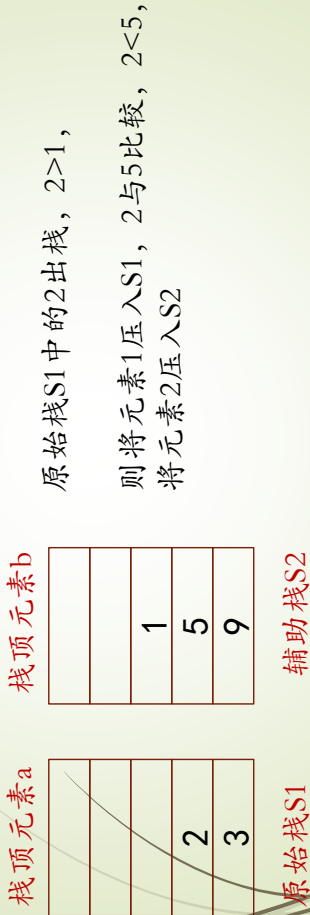 栈顶元素a
栈顶元素b
原始栈S1中的2出栈，2>1，
则将元素1压入S1，2与5比较，2<5，
将元素2压入S2
1
2
5
3
9
原始栈S1
辅助栈S2